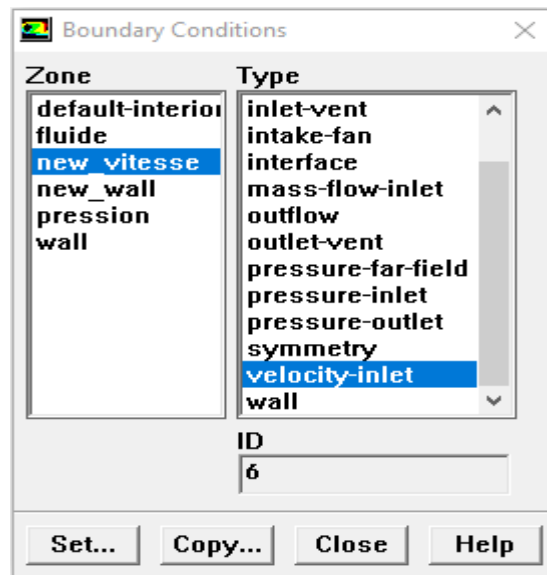 Boundary Conditions
Zone
default-interior
fluide
new_vitesse
new_wall
pression
wall
Type
inlet-vent
intake-fan
interface
mass-flow-inlet
outflow
outlet-vent
pressure-far-field
pressure-inlet
pressure-outlet
symmetry
velocity-inlet
wall
ID
6
Set... Copy... Close Help